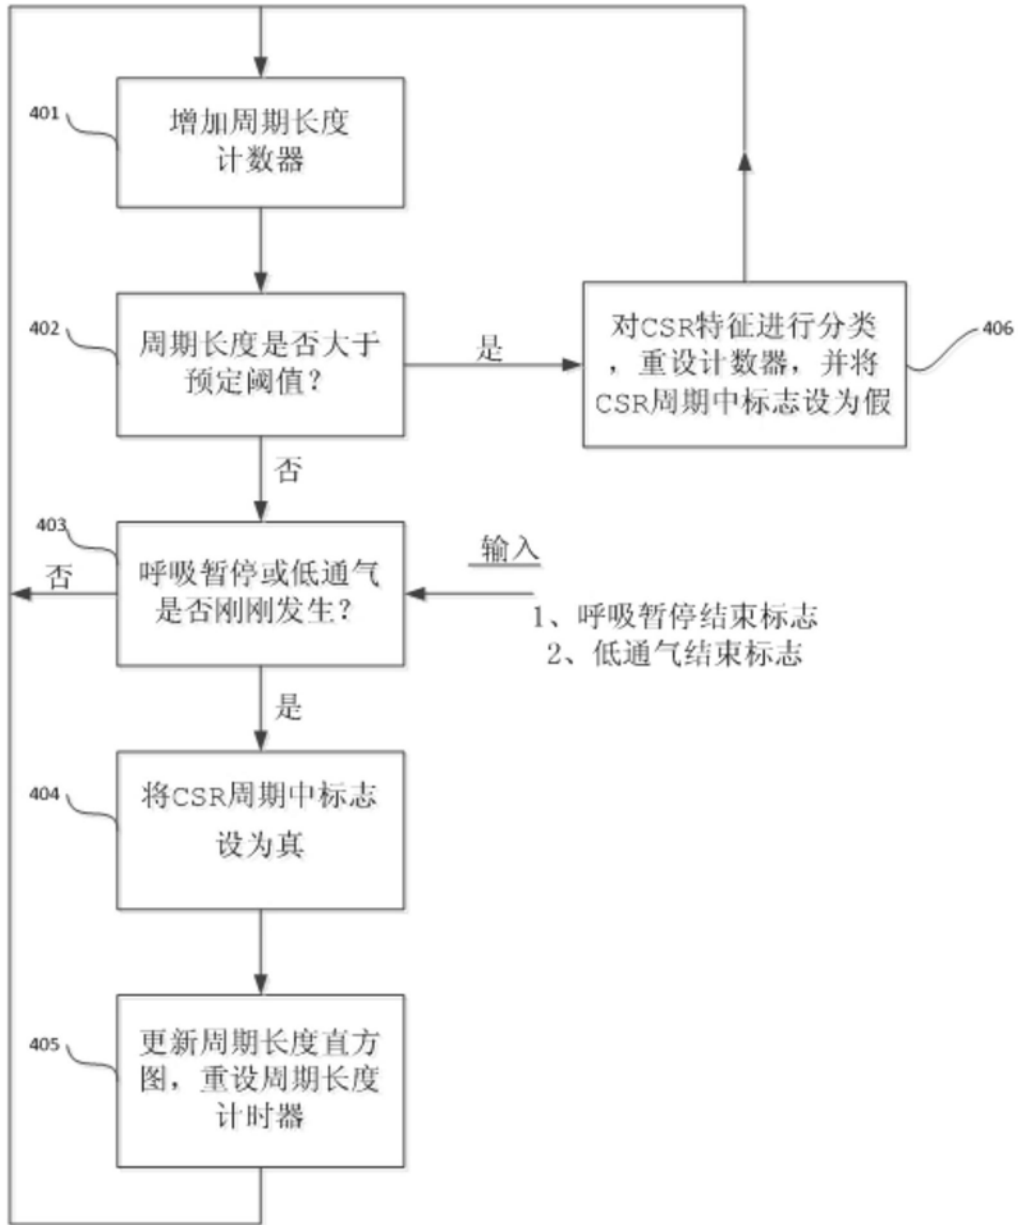 401
增加周期长度
计数器
402
周期长度是否大于
预定阈值？
是
对CSR特征进行分类
，重设计数器，并将
CSR周期中标志设为假
406
否
403
呼吸暂停或低通气
是否刚刚发生？
否
输入
1、呼吸暂停结束标志
2、低通气结束标志
是
404
将CSR周期中标志
设为真
405
更新周期长度直方
图，重设周期长度
计时器